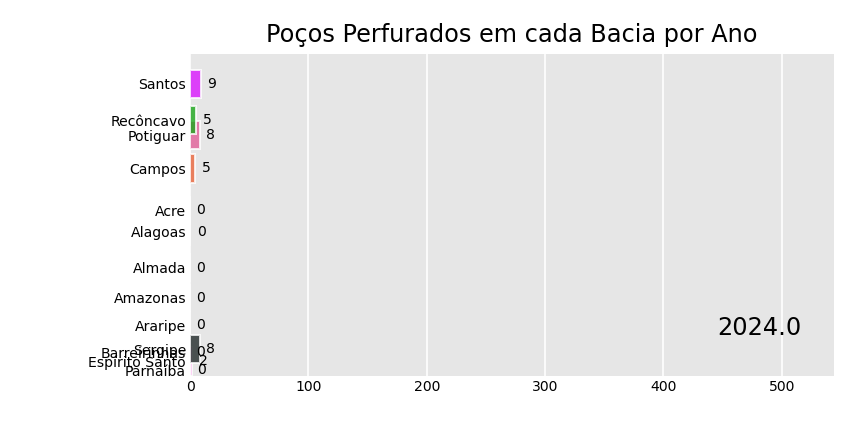 Poços Perfurados em cada Bacia por Ano
Santos 9
Recôncavo 5
Potiguar 8
Campos 5
Acre 0
Alagoas 0
Almada 0
Amazonas 0
Araripe 0
2024.0
Sergipe 8
Barreirinhas 0
Espírito Santo 2
Parnaíba 0
0 100 200 300 400 500